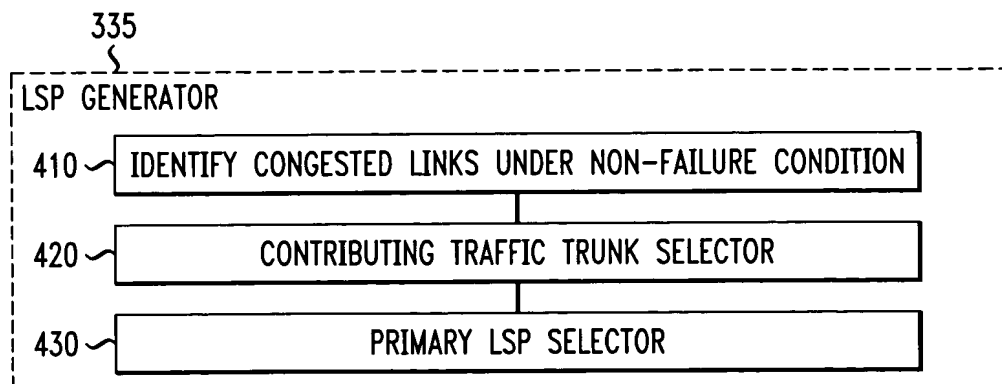 335
LSP GENERATOR
410 IDENTIFY CONGESTED LINKS UNDER NON-FAILURE CONDITION
420 CONTRIBUTING TRAFFIC TRUNK SELECTOR
430 PRIMARY LSP SELECTOR